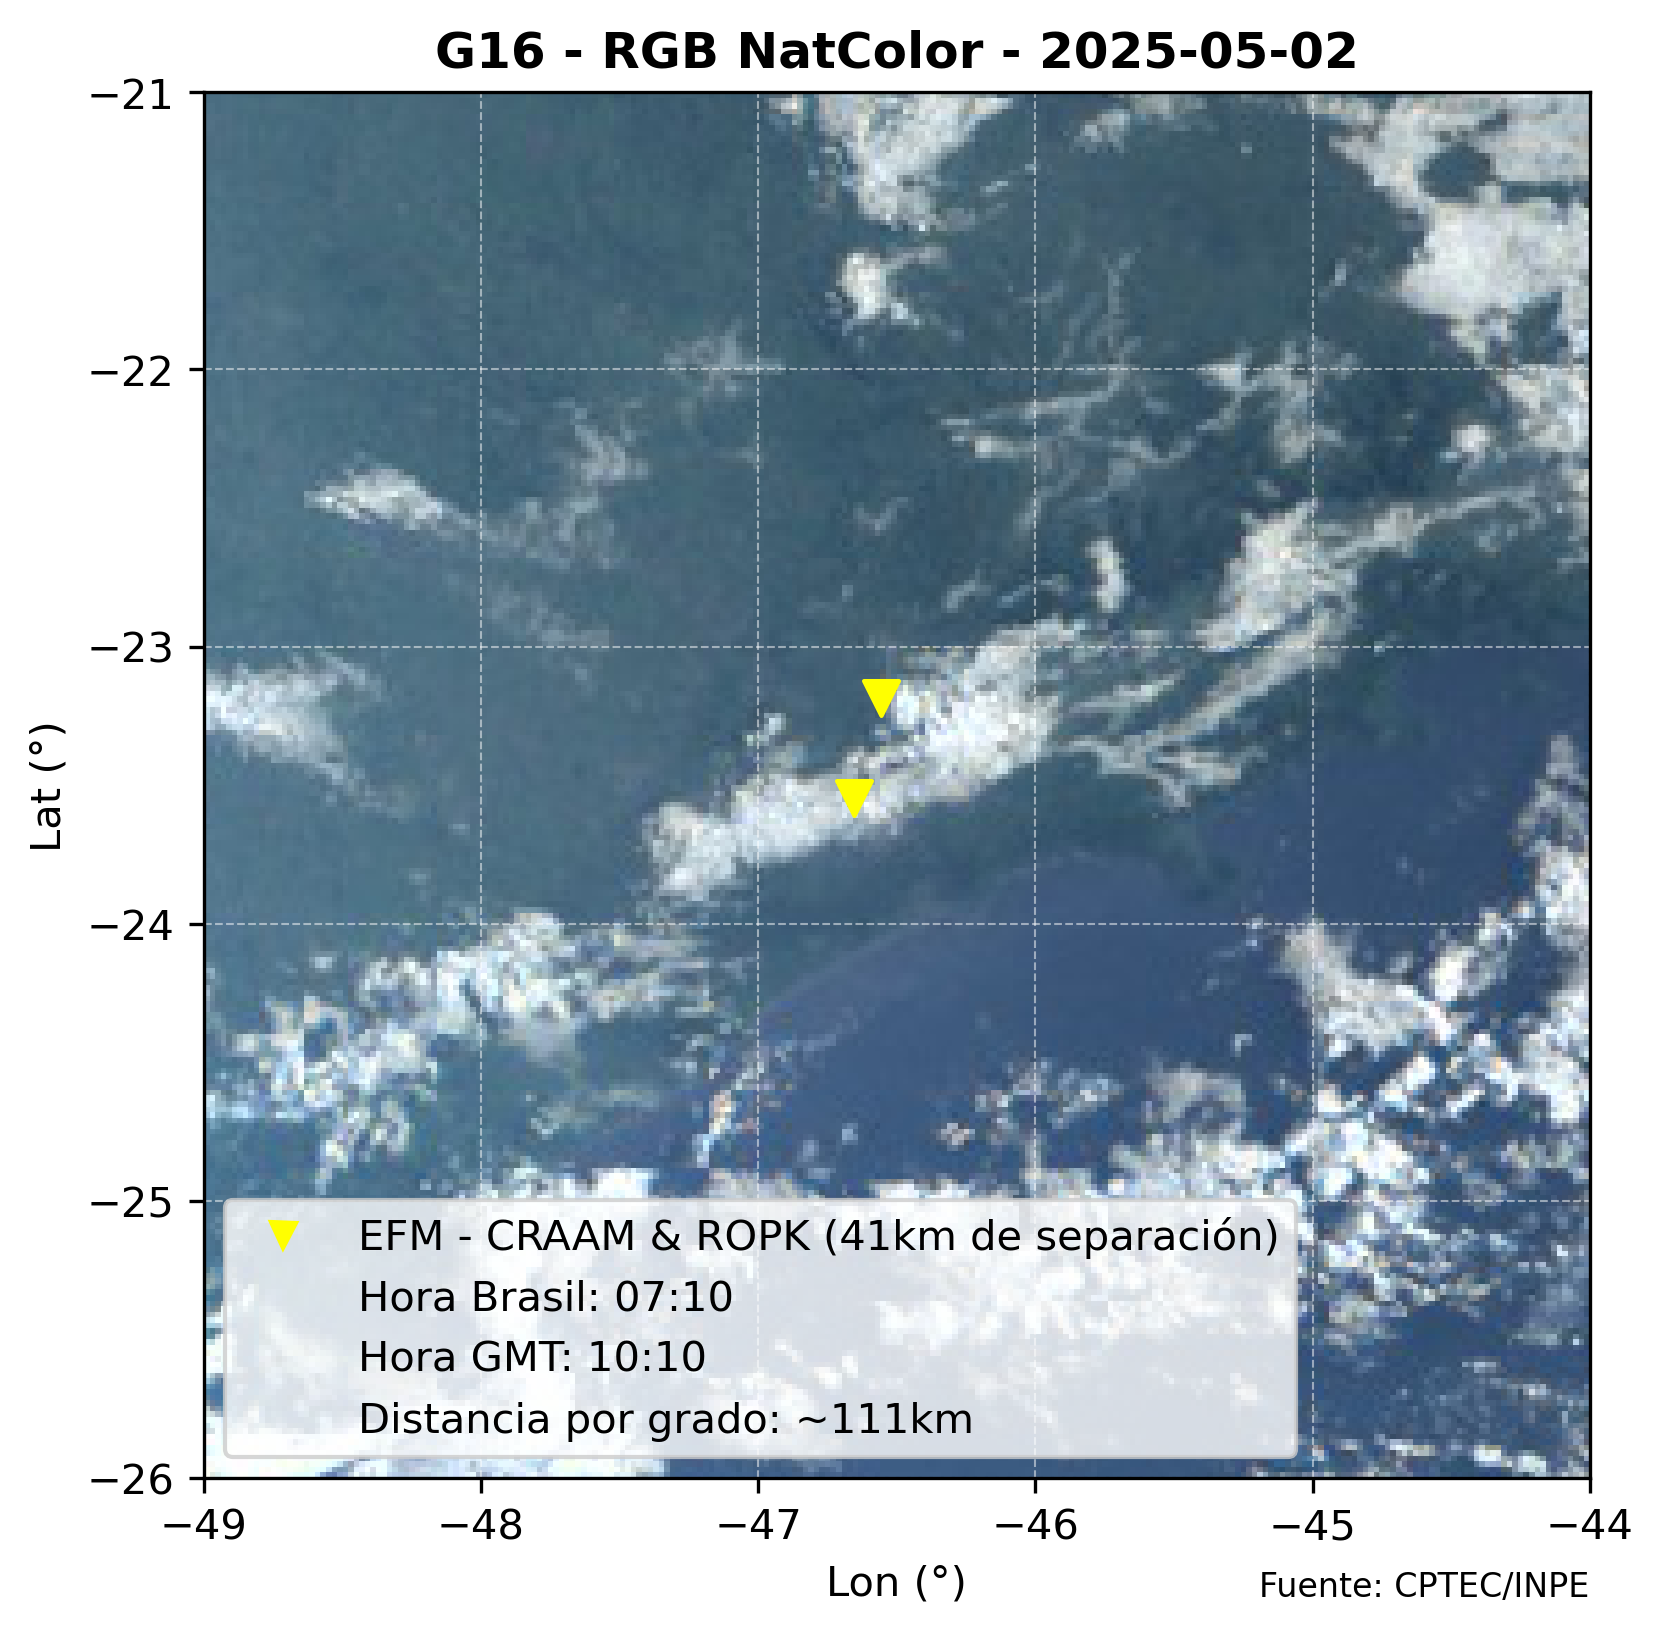 G16 - RGB NatColor - 2025-05-02
−21
−22
−23
−24
−25
−26
Lat (°)
EFM - CRAAM & ROPK (41km de separación)
Hora Brasil: 07:10
Hora GMT: 10:10
Distancia por grado: ~111km
−49 −48 −47 −46 −45 −44
Lon (°)
Fuente: CPTEC/INPE